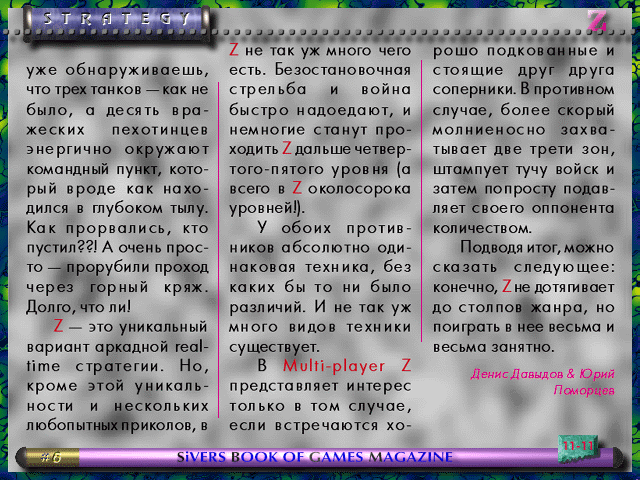 STRATEGY
Z
уже обнаруживаешь,
что трех танков — как не
было, а десять вра-
жеских пехотинцев
энергично окружают
командный пункт, кото-
рый вроде как нахо-
дился в глубоком тылу.
Как прорвались, кто
пустил??! А очень прос-
то — прорубили проход
через горный кряж.
Долго, что ли!
Z — это уникальный
вариант аркадной real-
time стратегии. Но,
кроме этой уникаль-
ности и нескольких
любопытных приколов, в
Z не так уж много чего
есть. Безостановочная
стрельба и война
быстро надоедают, и
немногие станут про-
ходить Z дальше четвер-
того-пятого уровня (а
всего в Z околосорока
уровней!).
У обоих против-
ников абсолютно оди-
наковая техника, без
каких бы то ни было
различий. И не так уж
много видов техники
существует.
В Multi-player Z
представляет интерес
только в том случае,
если встречаются хо-
рошо подкованные и
стоящие друг друга
соперники. В противном
случае, более скорый
молниеносно захва-
тывает две трети зон,
штампует тучу войск и
затем попросту подав-
ляет своего оппонента
количеством.
Подводя итог, можно
сказать следующее:
конечно, Z не дотягивает
до столпов жанра, но
поиграть в нее весьма и
весьма занятно.
Денис Давыдов & Юрий
Поморцев
#6
SiVERS BOOK OF GAMES MAGAZINE
11-11